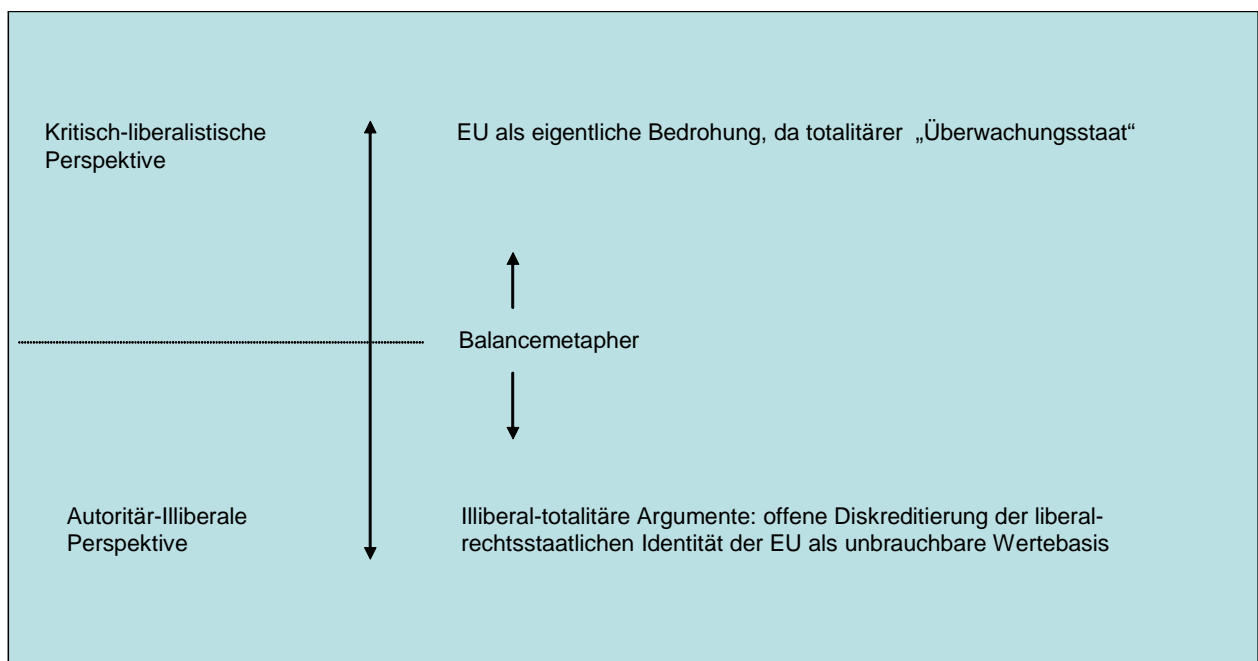 Kritisch-liberalistische
Perspektive
EU als eigentliche Bedrohung, da totalitärer „Überwachungsstaat“
Balancemetapher
Autoritär-Illiberale
Perspektive
Illiberal-totalitäre Argumente: offene Diskreditierung der liberal-
rechtsstaatlichen Identität der EU als unbrauchbare Wertebasis